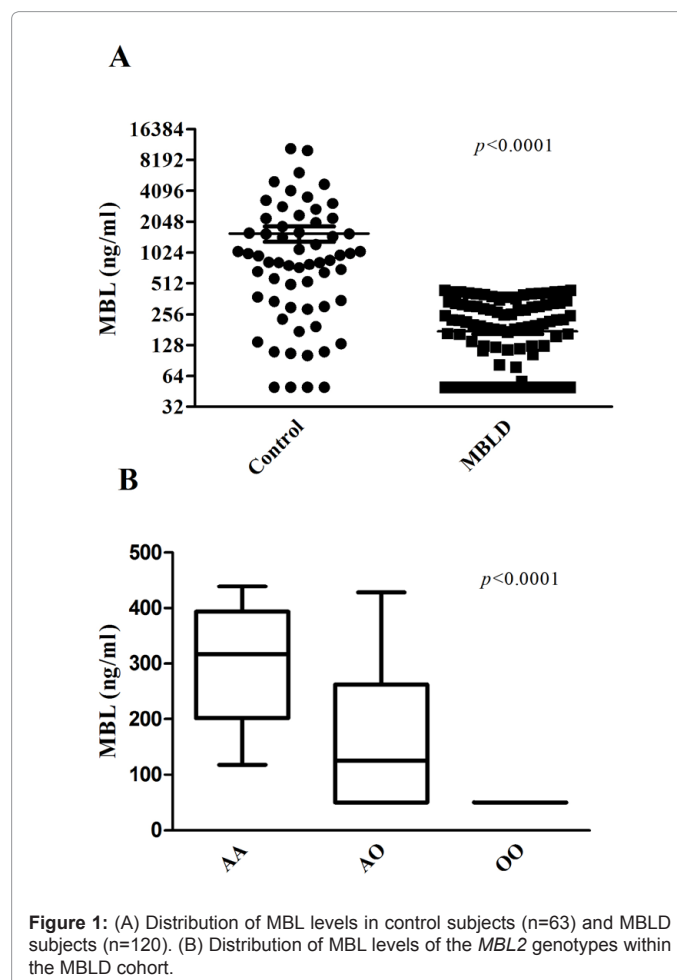 A
MBL (ng/ml)
16384
8192
4096
2048
1024
512
256
128
64
32
p<0.0001
Control
MBLD
B
MBL (ng/ml)
500
400
300
200
100
0
p<0.0001
AA
AO
OO
Figure 1: (A) Distribution of MBL levels in control subjects (n=63) and MBLD
subjects (n=120). (B) Distribution of MBL levels of the MBL2 genotypes within
the MBLD cohort.